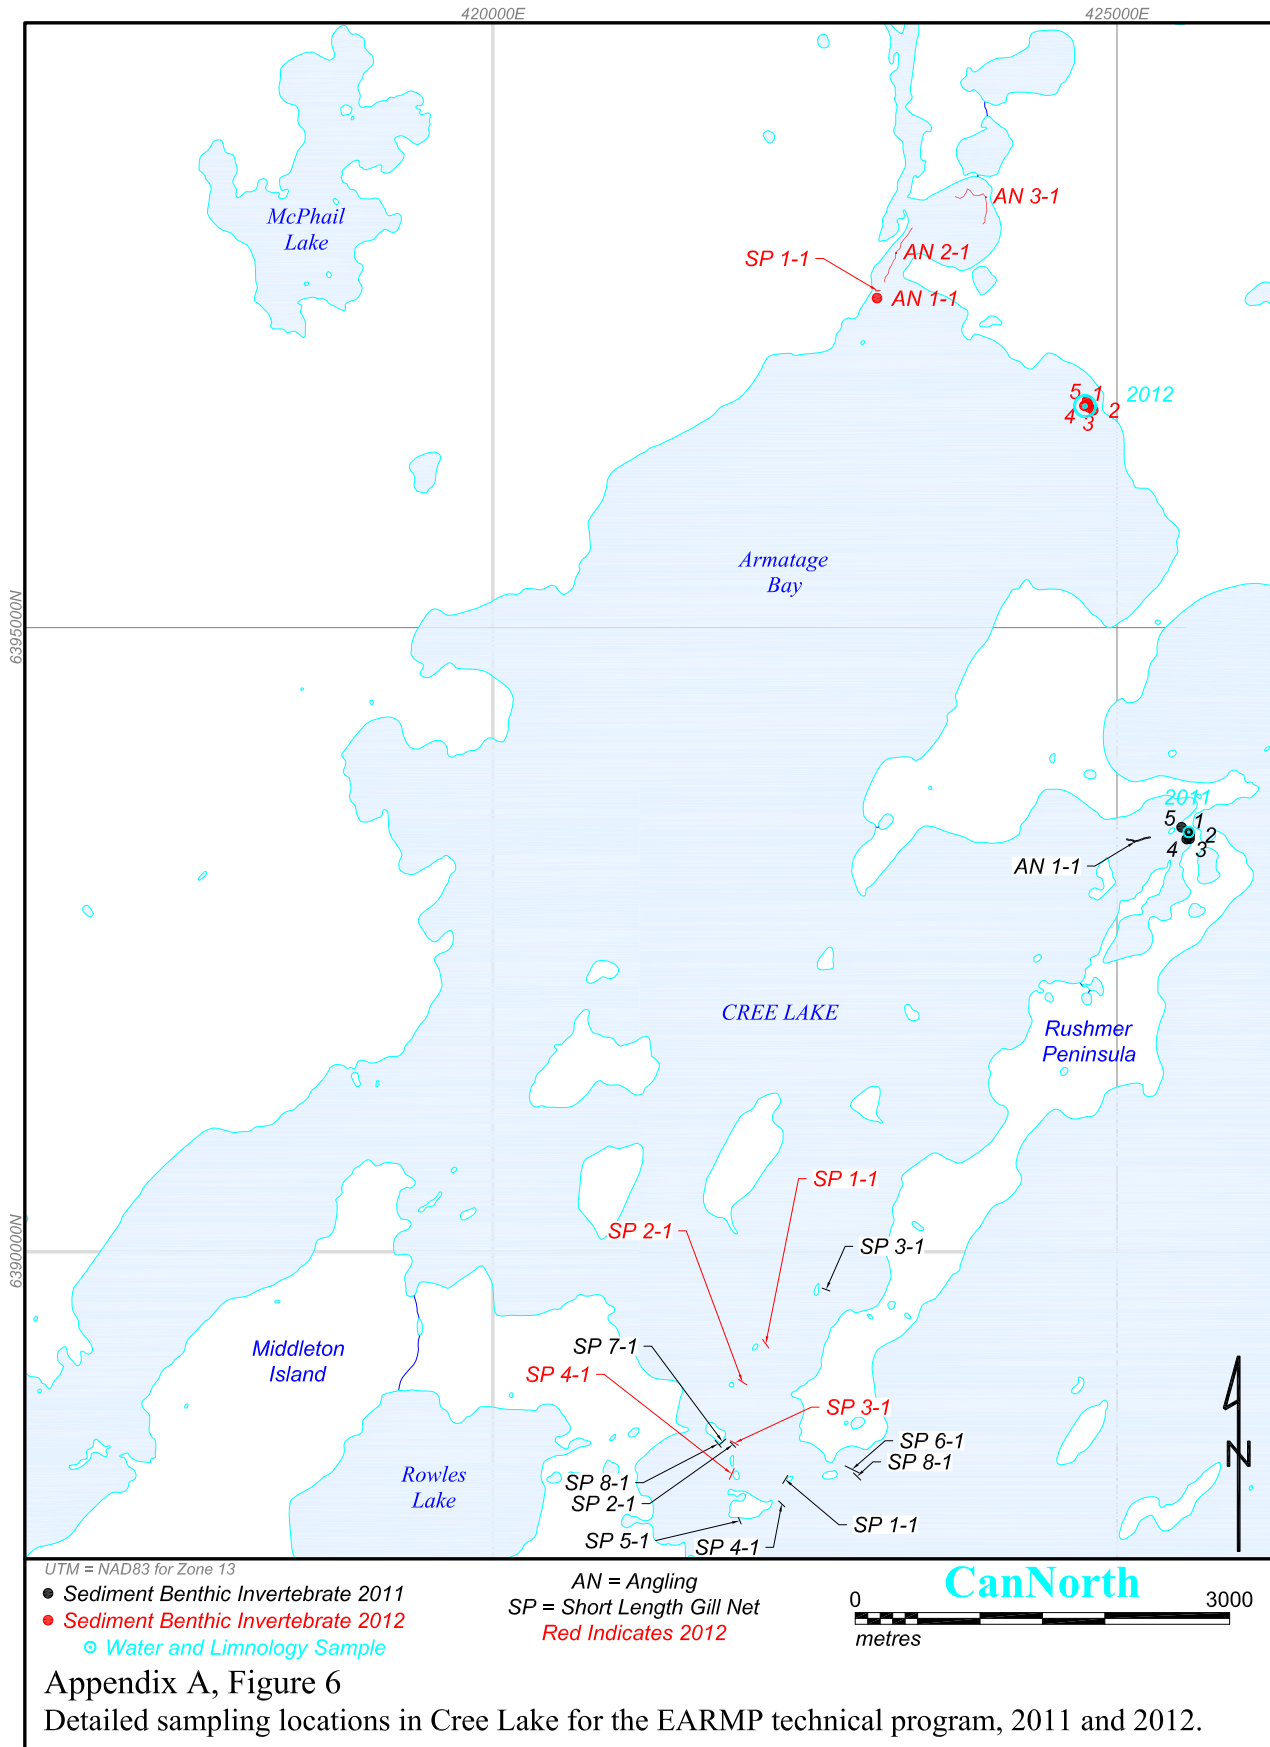 420000E
425000E
McPhail
Lake
AN 3-1
AN 2-1
SP 1-1
AN 1-1
5
1
2012
4
3
2
Armatage
Bay
6395000N
2011
5
1
2
4
3
AN 1-1
CREE LAKE
Rushmer
Peninsula
SP 1-1
SP 2-1
SP 3-1
6390000N
Middleton
Island
SP 7-1
SP 4-1
SP 3-1
SP 6-1
SP 8-1
Rowles
Lake
SP 8-1
SP 2-1
SP 1-1
SP 5-1
SP 4-1
N
UTM = NAD83 for Zone 13
Sediment Benthic Invertebrate 2011
Sediment Benthic Invertebrate 2012
Water and Limnology Sample
AN = Angling
SP = Short Length Gill Net
Red Indicates 2012
CanNorth
0
3000
metres
Appendix A, Figure 6
Detailed sampling locations in Cree Lake for the EARMP technical program, 2011 and 2012.